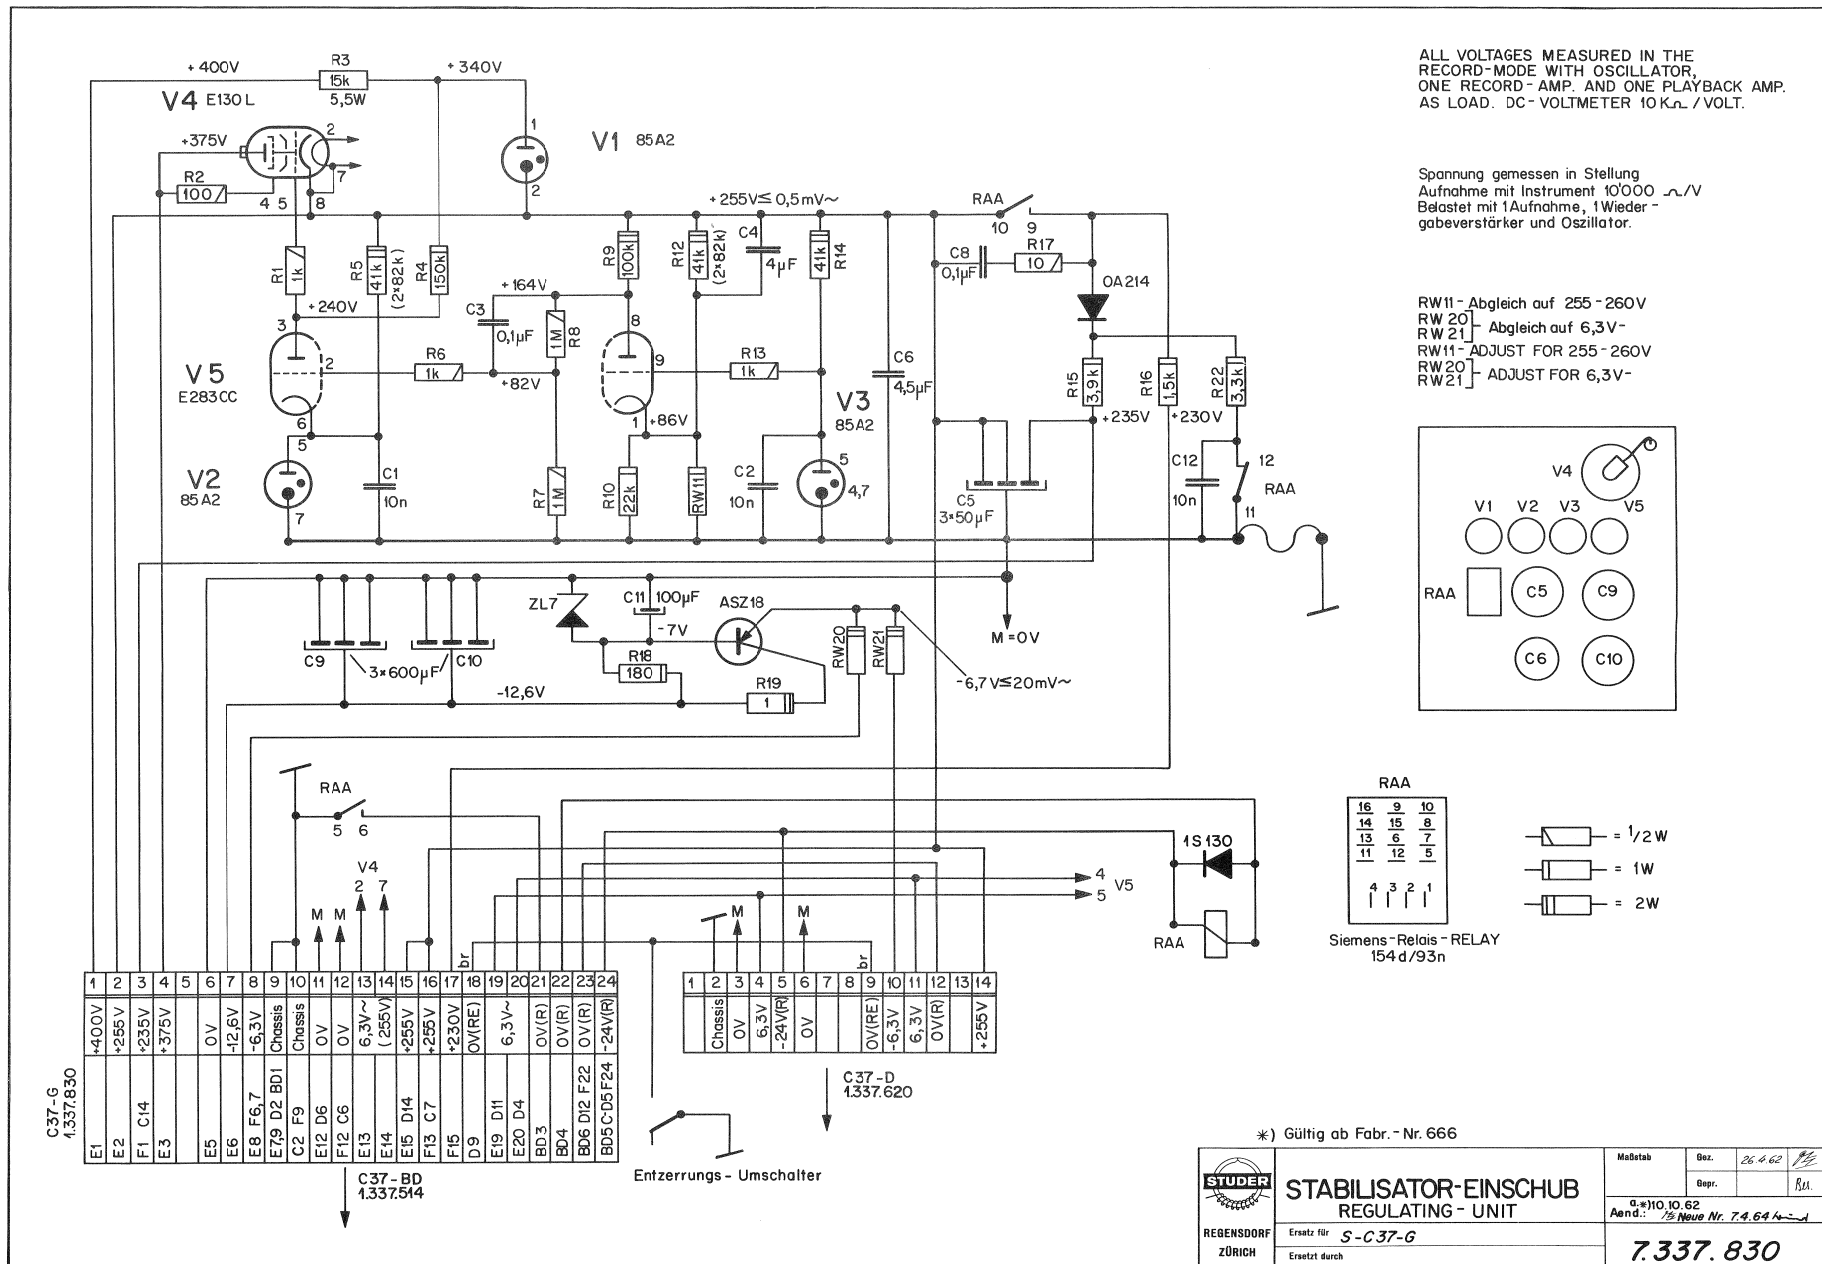 ALL VOLTAGES MEASURED IN THE
RECORD-MODE WITH OSCILLATOR,
ONE RECORD-AMP. AND ONE PLAYBACK AMP.
AS LOAD. DC-VOLTMETER 10 KΩ / VOLT.
Spannung gemessen in Stellung
Aufnahme mit Instrument 10'000 Ω/V
Belastet mit 1 Aufnahme, 1 Wieder-
gabeverstärker und Oszillator.
RW11 - Abgleich auf 255-260V
RW 20
RW 21 Abgleich auf 6,3V-
RW11 - ADJUST FOR 255-260V
RW20
RW21 ADJUST FOR 6,3V-
+400V R3 +340V
15k
5,5W
V4 E130L
+375V
2
7
R2
100
4 5 8
1
V1 85A2
2
+255V≤0,5mV~
RAA
10 9
R1
1k
R5
41k
(2*82k)
R4
150k
+240V
R9
100k
R12
41k
(2*82k)
C4
4µF
R14
41k
C8
0,1µF
R17
10
OA214
+164V
C3
0,1µF
1M
R8
3
8
V5
E283CC
2
R6
1k
+82V
9
R13
1k
C6
4,5µF
R15
3,9k
R16
1,5k
R22
3,3k
V3
85A2
6
5
1
+86V
+235V
+230V
V2
85A2
7
C1
10n
R7
1M
R10
22k
RW11
C2
10n
5
4,7
C5
3*50µF
C12
10n
12
RAA
11
V4
V1 V2 V3 V5
RAA
C5 C9
C6 C10
C9
3*600µF
C10
ZL7
C11 100µF
-7V
ASZ18
R18
180
R19
1
-12,6V
RW20
RW21
M=0V
-6,7V≤20mV~
RAA
5 6
V4
2 7
M M
M M
1S130
4
5
V5
RAA
br
br
RAA
16 9 10
14 15 8
13 6 7
11 12 5
4 3 2 1
Siemens-Relais-RELAY
154d/93n
= 1/2W
= 1W
= 2W
C37-G
1.337.830
1 2 3 4 5 6 7 8 9 10 11 12 13 14 15 16 17 18 19 20 21 22 23 24
+400V
+255V
+235V
+375V
0V
-12,6V
-6,3V
Chassis
Chassis
0V
0V
6,3V~
(255V)
+255V
+255V
+230V
0V(RE)
6,3V~
0V(R)
0V(R)
0V(R)
-24V(R)
E1
E2
F1 C14
E3
E5
E6
E8 F6,7
E7,9 D2 BD1
C2 F9
E12 D6
F12 C6
E13
E14
E15 D14
F13 C7
F15
D9
E19 D11
E20 D4
BD3
BD4
BD6 D12 F22
BD5 C-D5 F24
C37-BD
1.337.514
1 2 3 4 5 6 7 8 9 10 11 12 13 14
Chassis
0V
6,3V
-24V(R)
0V
0V(RE)
-6,3V
6,3V
0V(R)
+255V
C37-D
1.337.620
Entzerrungs-Umschalter
*) Gültig ab Fabr.-Nr. 666
STUDER
REGENSDORF
ZÜRICH
STABILISATOR-EINSCHUB
REGULATING-UNIT
Ersatz für S-C37-G
Ersetzt durch
Maßstab
Gez. 26.4.62
Gepr.
a.*)10.10.62
Aend.: Neue Nr. 7.4.64
7.337.830